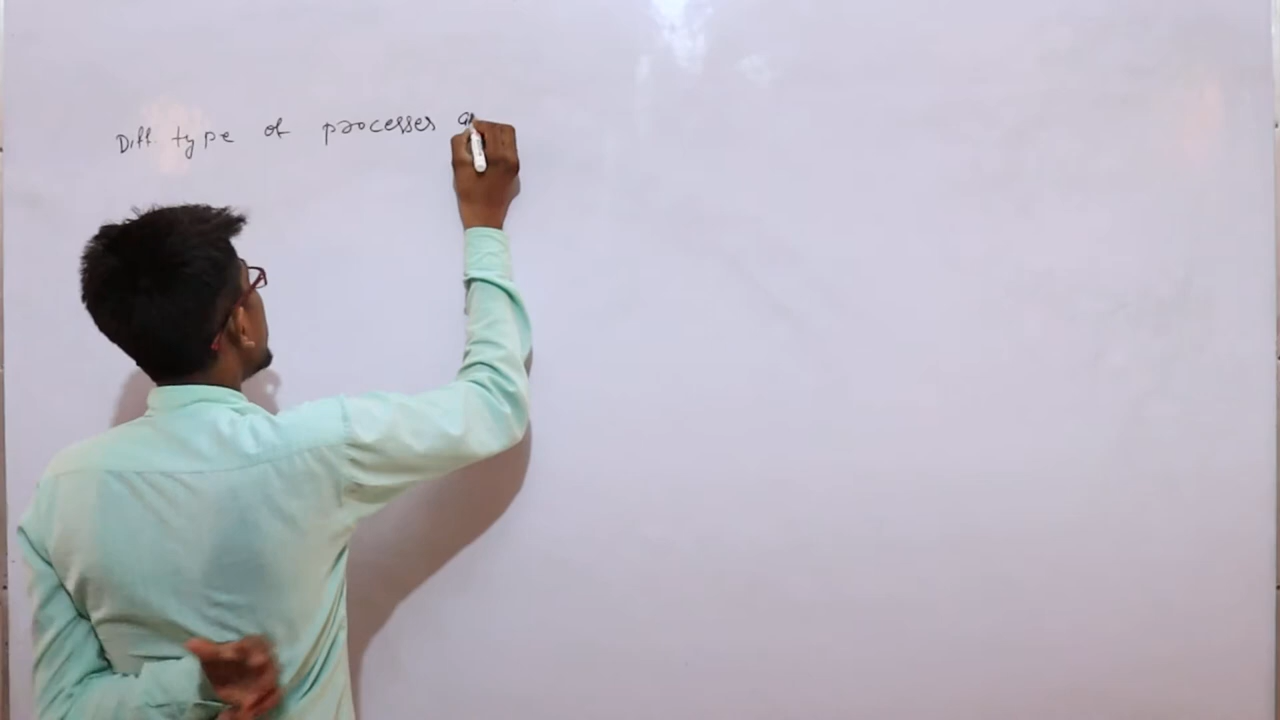 Diff. type of processes